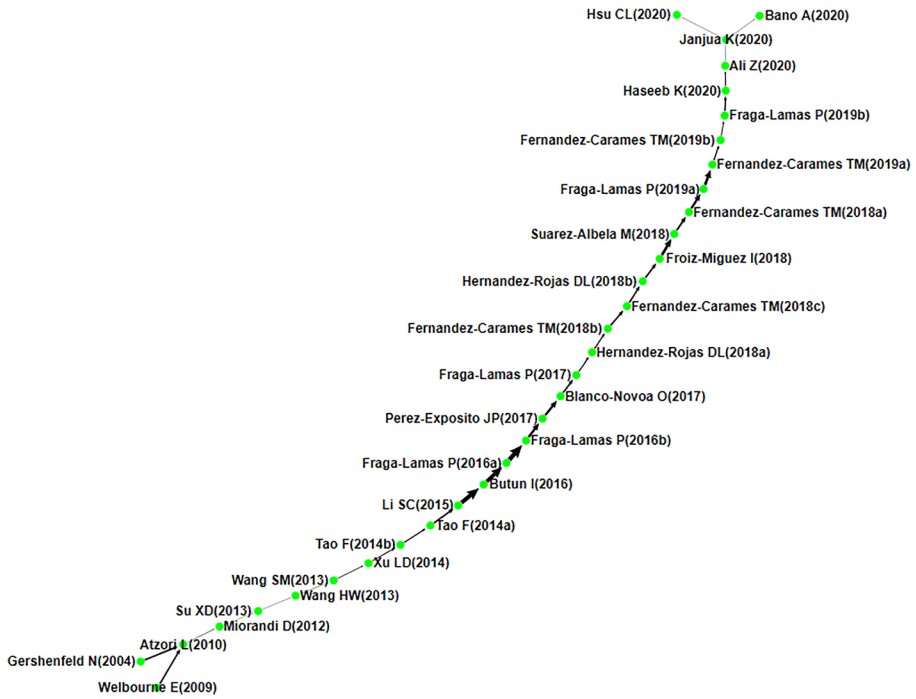 Hsu CL(2020)
Bano A(2020)
Janjua K(2020)
Ali Z(2020)
Haseeb K(2020)
Fraga-Lamas P(2019b)
Fernandez-Carames TM(2019b)
Fernandez-Carames TM(2019a)
Fraga-Lamas P(2019a)
Fernandez-Carames TM(2018a)
Suarez-Albela M(2018)
Froiz-Miguez I(2018)
Hernandez-Rojas DL(2018b)
Fernandez-Carames TM(2018c)
Fernandez-Carames TM(2018b)
Hernandez-Rojas DL(2018a)
Fraga-Lamas P(2017)
Blanco-Novoa O(2017)
Perez-Exposito JP(2017)
Fraga-Lamas P(2016b)
Fraga-Lamas P(2016a)
Butun I(2016)
Li SC(2015)
Tao F(2014a)
Tao F(2014b)
Xu LD(2014)
Wang SM(2013)
Wang HW(2013)
Su XD(2013)
Miorandi D(2012)
Atzori L(2010)
Gershenfeld N(2004)
Welbourne E(2009)